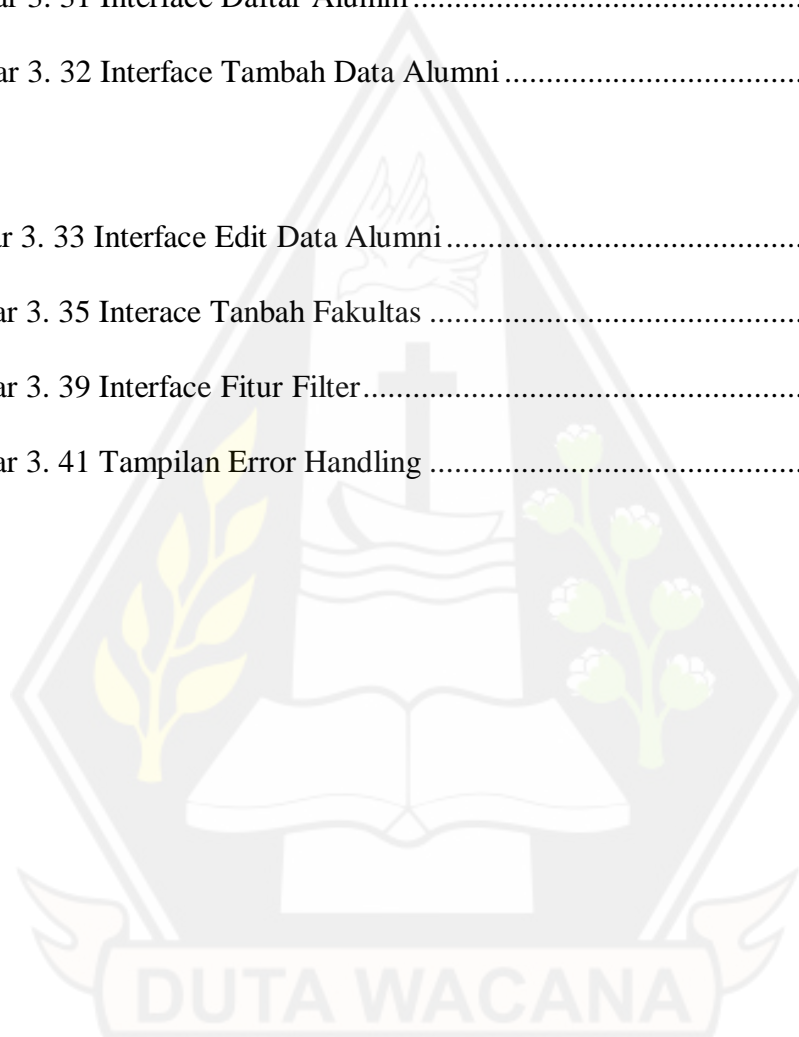 ar 3. 31 Interface Daftar Alumni..............................................
ar 3. 32 Interface Tambah Data Alumni...................................
ar 3. 33 Interface Edit Data Alumni..........................................
ar 3. 35 Interace Tanbah Fakultas ............................................
ar 3. 39 Interface Fitur Filter....................................................
ar 3. 41 Tampilan Error Handling ............................................
DUTA WACANA